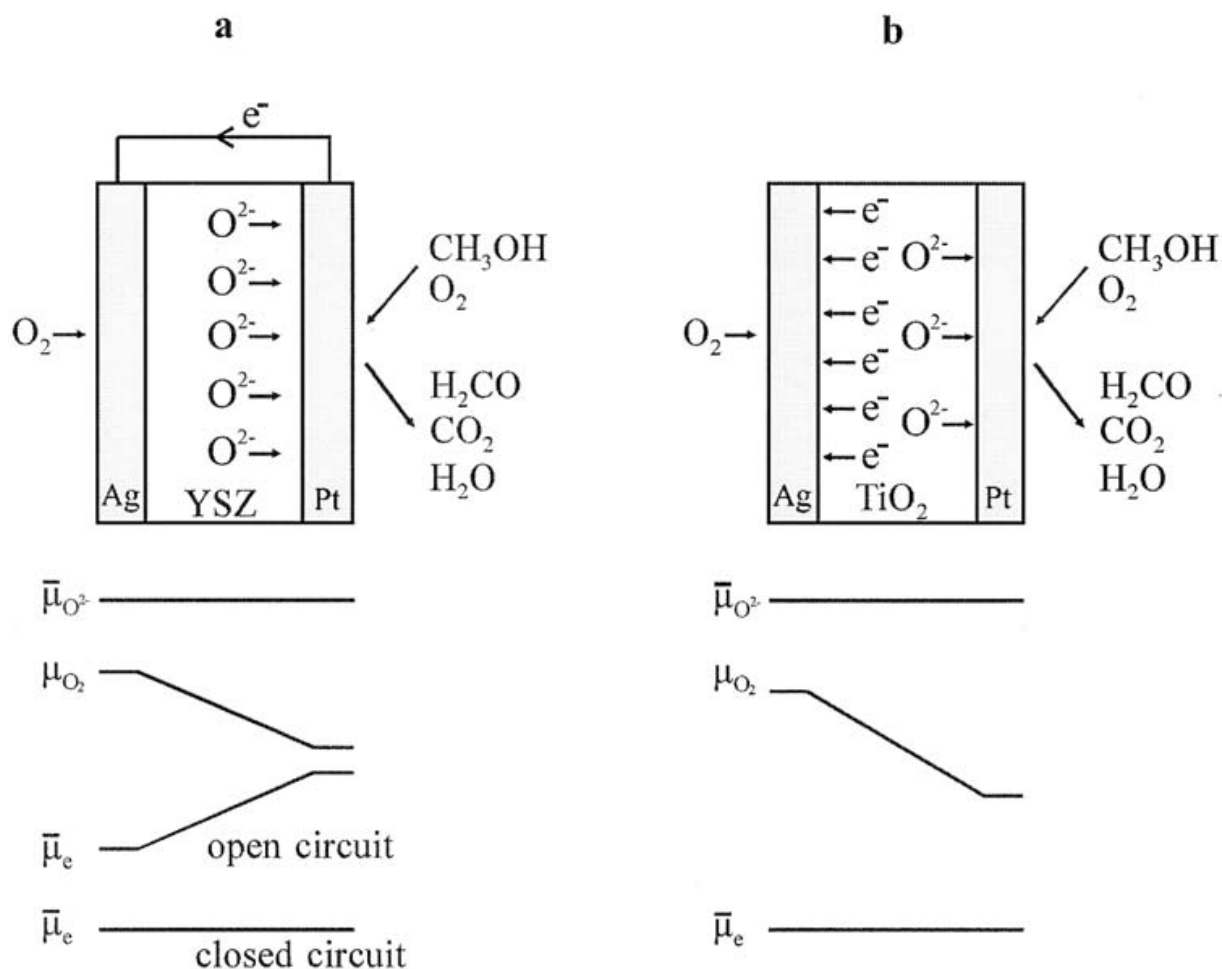 a
e⁻
O²⁻
O²⁻
O²⁻
O²⁻
O²⁻
O₂
CH₃OH
O₂
H₂CO
CO₂
H₂O
Ag
YSZ
Pt
μ̄O²⁻
μO₂
μ̄e
open circuit
μ̄e
closed circuit
b
e⁻
e⁻
O²⁻
e⁻
O²⁻
e⁻
e⁻
O²⁻
e⁻
O₂
CH₃OH
O₂
H₂CO
CO₂
H₂O
Ag
TiO₂
Pt
μ̄O²⁻
μO₂
μ̄e